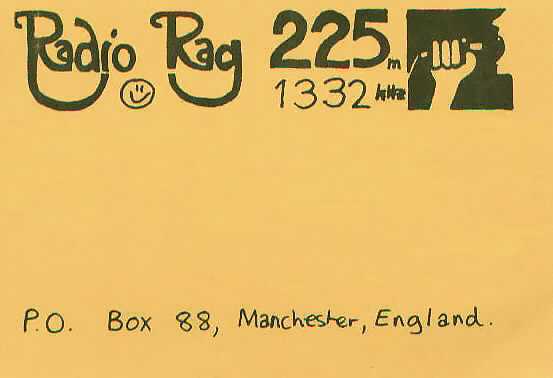 Radio Rag 225m
1332 kHz
P.O. Box 88, Manchester, England.